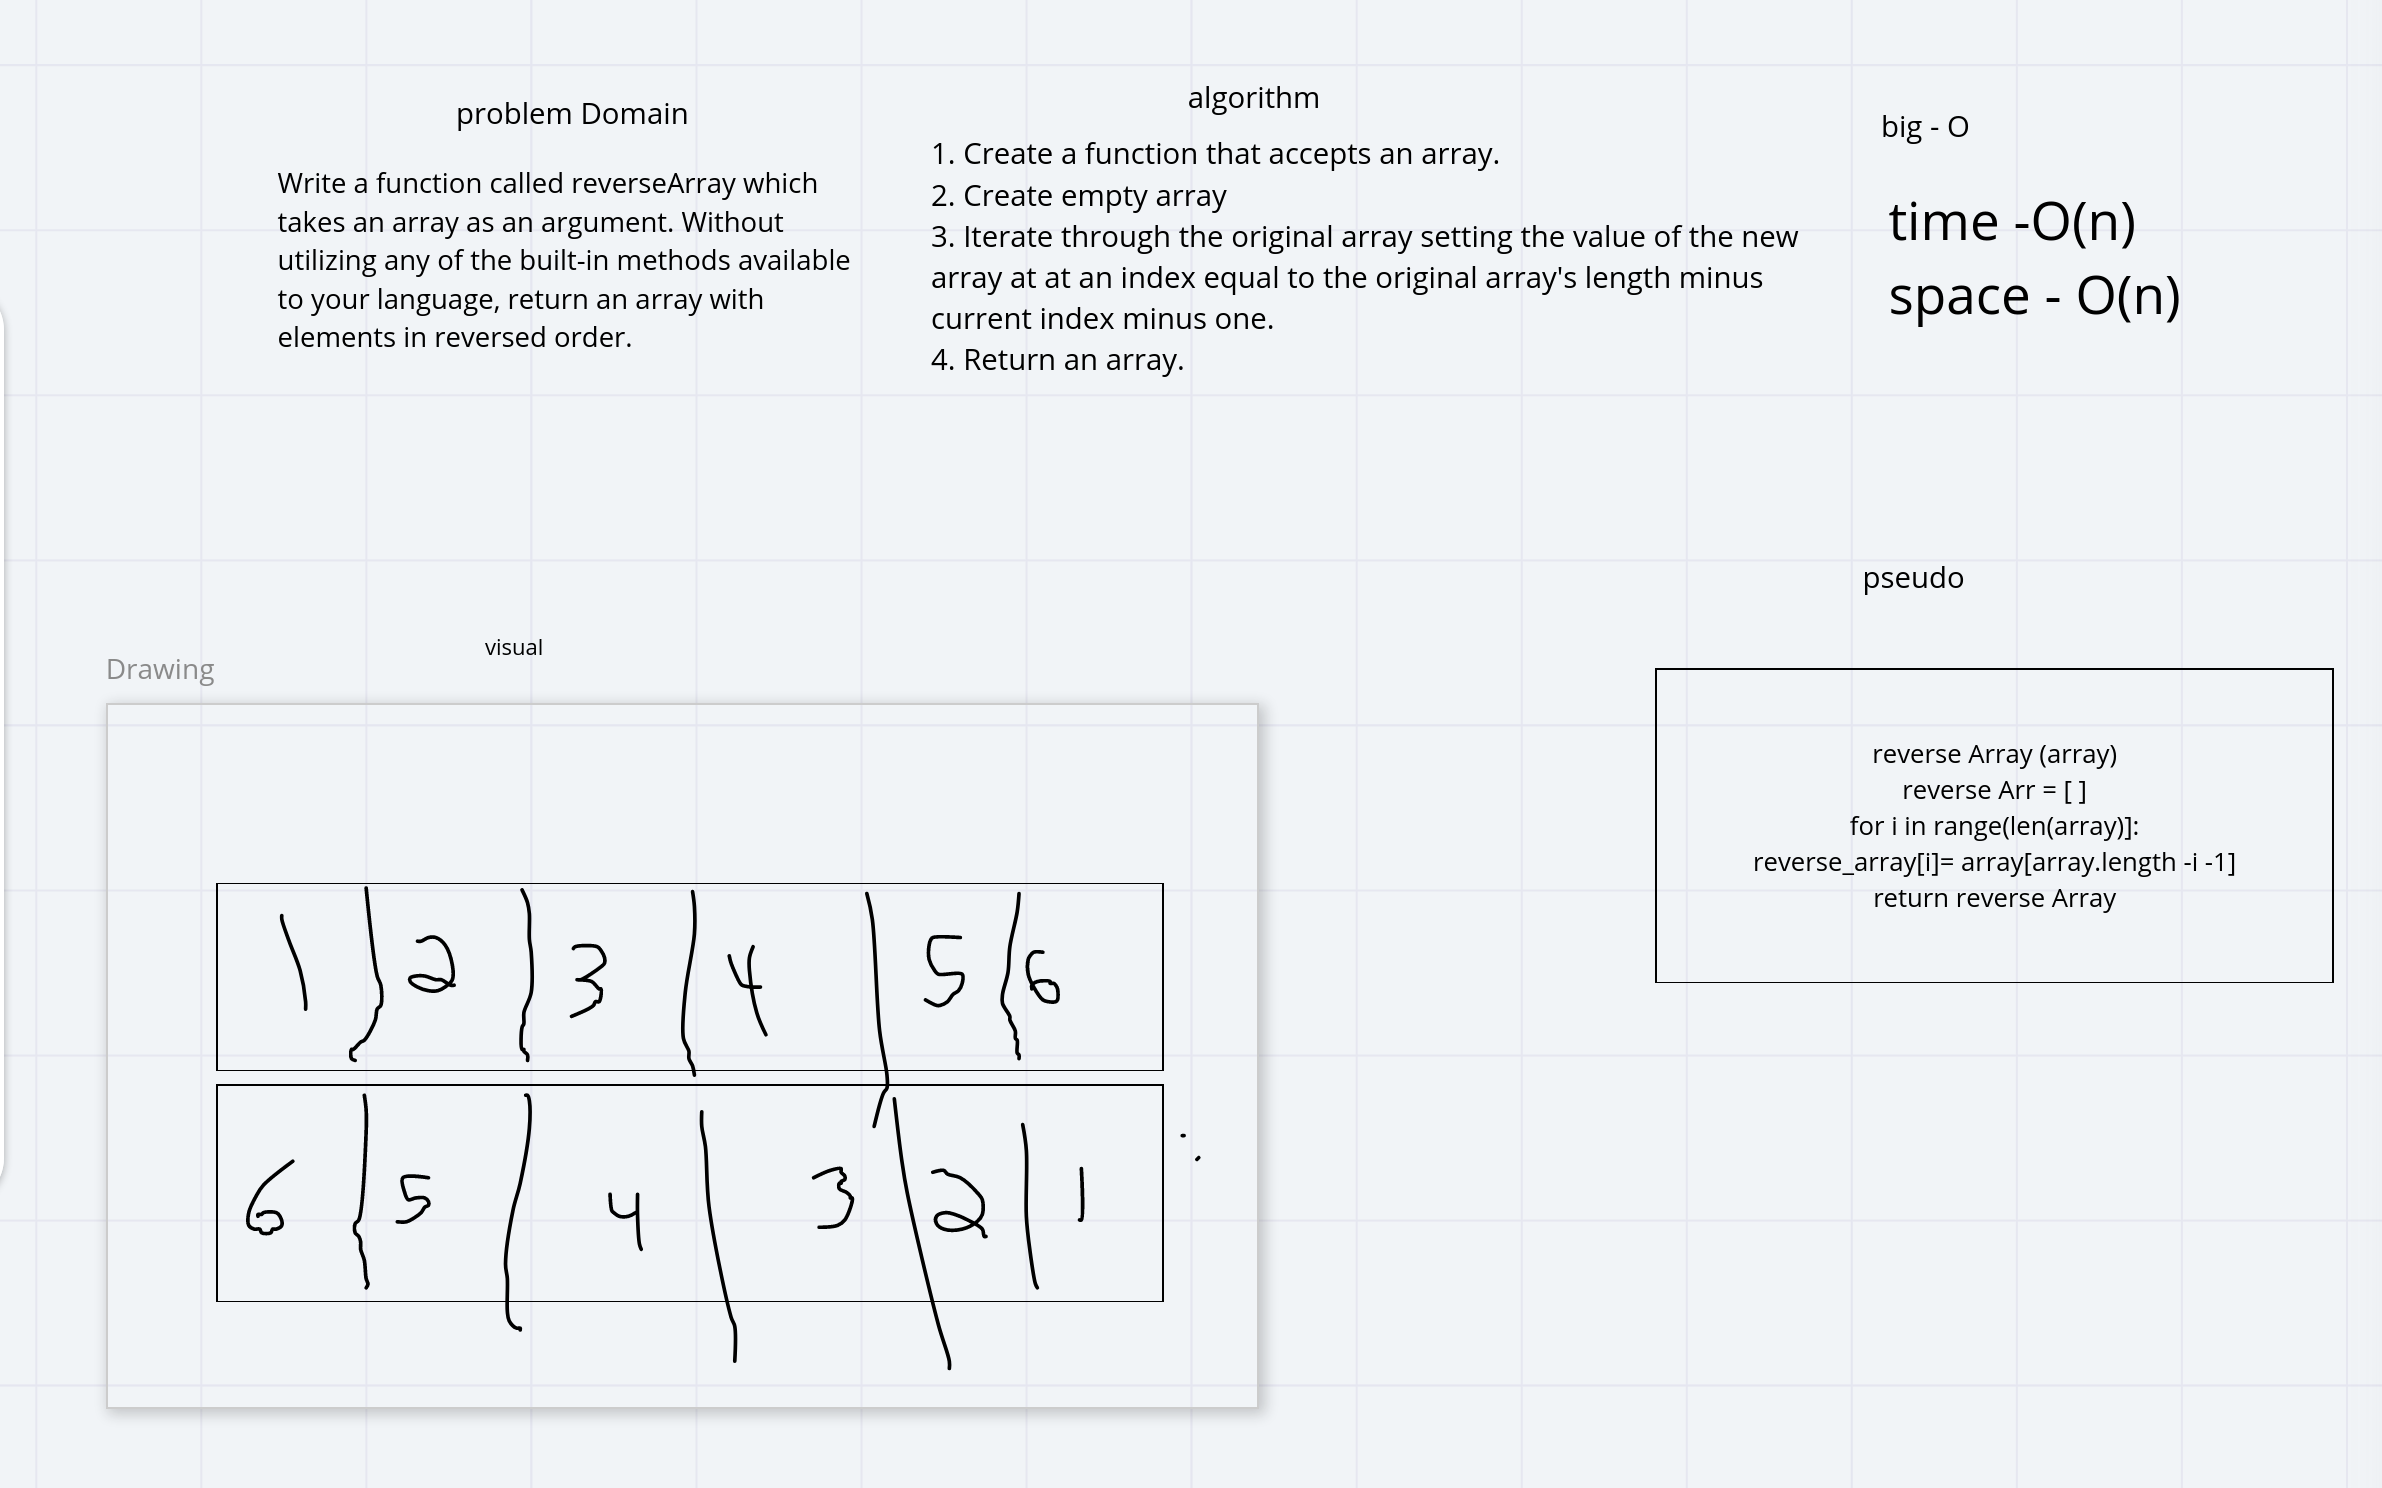 problem Domain
Write a function called reverseArray which
takes an array as an argument. Without
utilizing any of the built-in methods available
to your language, return an array with
elements in reversed order.
algorithm
1. Create a function that accepts an array.
2. Create empty array
3. Iterate through the original array setting the value of the new
array at at an index equal to the original array's length minus
current index minus one.
4. Return an array.
big - O
time -O(n)
space - O(n)
visual
Drawing
1 2 3 4 5 6
6 5 4 3 2 1
pseudo
reverse Array (array)
reverse Arr = [ ]
for i in range(len(array)]:
reverse_array[i]= array[array.length -i -1]
return reverse Array